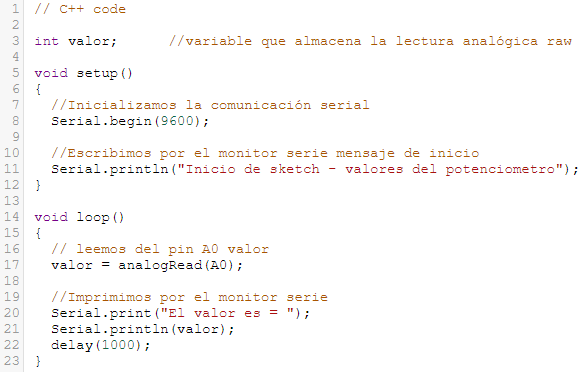 1 // C++ code
2
3 int valor;      //variable que almacena la lectura analógica raw
4
5 void setup()
6 {
7   //Inicializamos la comunicación serial
8   Serial.begin(9600);
9
10   //Escribimos por el monitor serie mensaje de inicio
11   Serial.println("Inicio de sketch - valores del potenciometro");
12 }
13
14 void loop()
15 {
16   // leemos del pin A0 valor
17   valor = analogRead(A0);
18
19   //Imprimimos por el monitor serie
20   Serial.print("El valor es = ");
21   Serial.println(valor);
22   delay(1000);
23 }